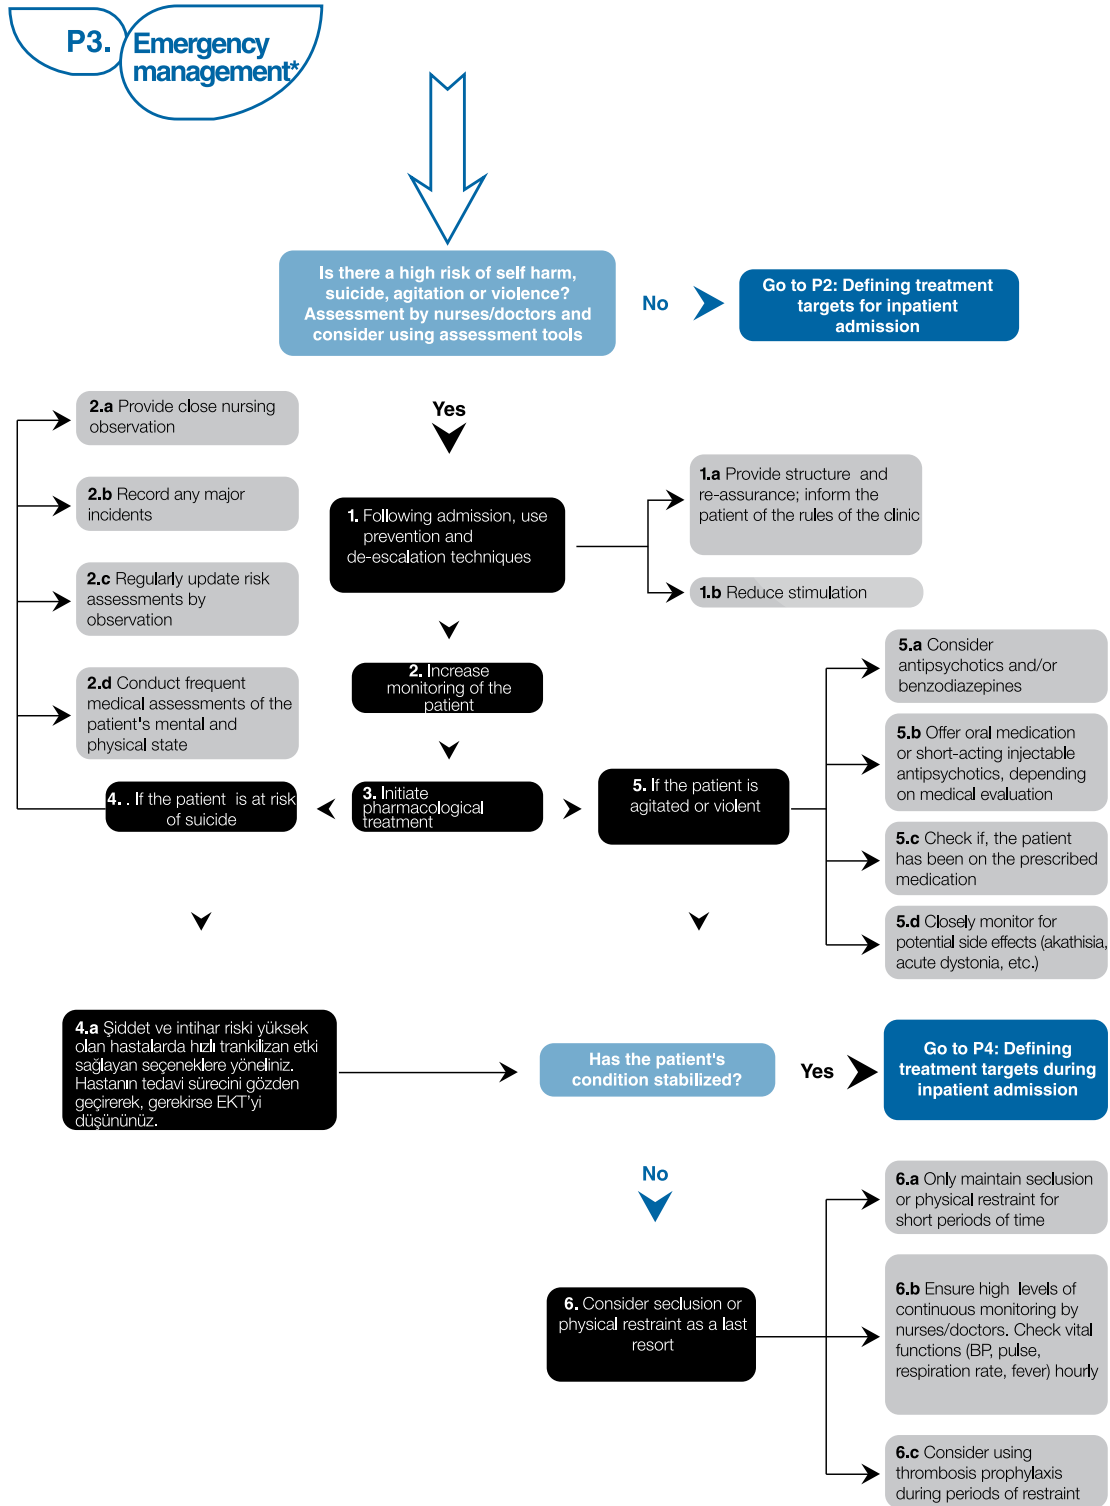 P3.
Emergency
management*
Is there a high risk of self harm,
suicide, agitation or violence?
Assessment by nurses/doctors and
consider using assessment tools
No
Go to P2: Defining treatment
targets for inpatient
admission
Yes
2.a Provide close nursing
observation
2.b Record any major
incidents
2.c Regularly update risk
assessments by
observation
2.d Conduct frequent
medical assessments of the
patient's mental and
physical state
1. Following admission, use
prevention and
de-escalation techniques
1.a Provide structure and
re-assurance; inform the
patient of the rules of the clinic
1.b Reduce stimulation
2. Increase
monitoring of the
patient
3. Initiate
pharmacological
treatment
4. . If the patient is at risk
of suicide
5. If the patient is
agitated or violent
5.a Consider
antipsychotics and/or
benzodiazepines
5.b Offer oral medication
or short-acting injectable
antipsychotics, depending
on medical evaluation
5.c Check if, the patient
has been on the prescribed
medication
5.d Closely monitor for
potential side effects (akathisia,
acute dystonia, etc.)
4.a Şiddet ve intihar riski yüksek
olan hastalarda hızlı trankilizan etki
sağlayan seçeneklere yöneliniz.
Hastanın tedavi sürecini gözden
geçirerek, gerekirse EKT'yi
düşününüz.
Has the patient's
condition stabilized?
Yes
Go to P4: Defining
treatment targets during
inpatient admission
No
6. Consider seclusion or
physical restraint as a last
resort
6.a Only maintain seclusion
or physical restraint for
short periods of time
6.b Ensure high levels of
continuous monitoring by
nurses/doctors. Check vital
functions (BP, pulse,
respiration rate, fever) hourly
6.c Consider using
thrombosis prophylaxis
during periods of restraint